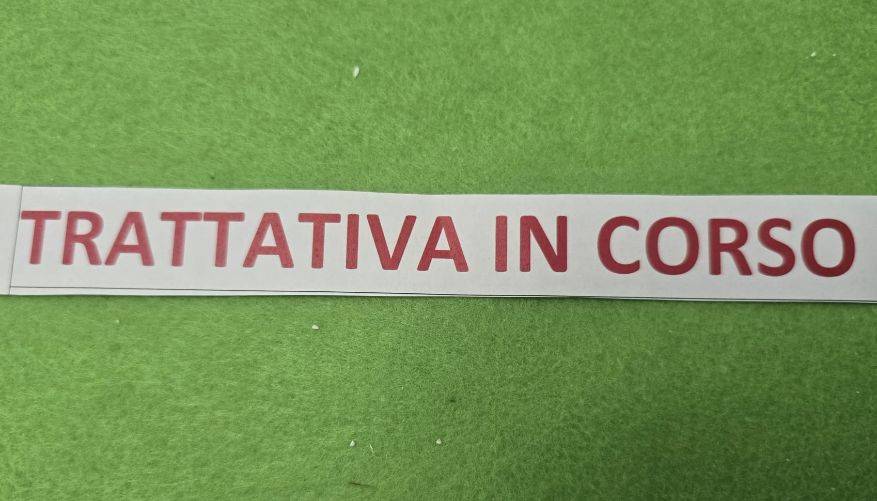 TRATTATIVA IN CORSO